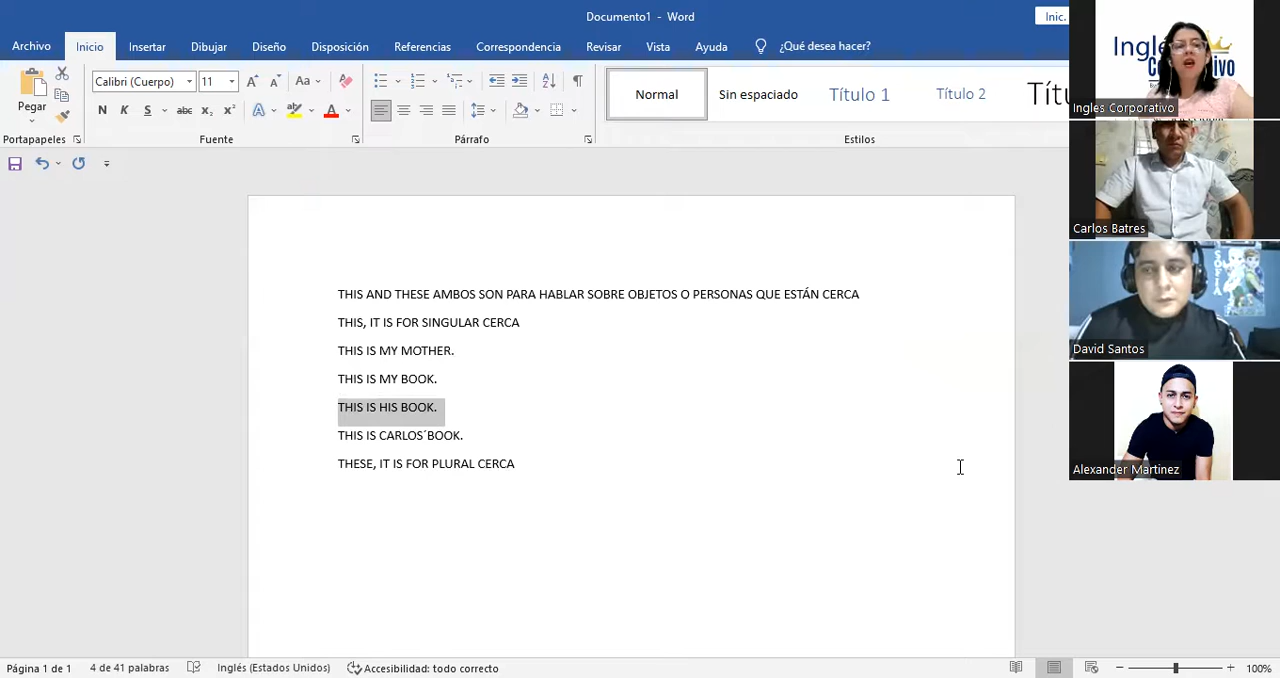 Documento1 - Word
Inic.
Archivo Inicio Insertar Dibujar Diseño Disposición Referencias Correspondencia Revisar Vista Ayuda ¿Qué desea hacer?
Pegar
Calibri (Cuerpo) 11
Aa
N K S abc x₂ x² A A
Normal Sin espaciado Título 1 Título 2
Portapapeles Fuente Párrafo Estilos
THIS AND THESE AMBOS SON PARA HABLAR SOBRE OBJETOS O PERSONAS QUE ESTÁN CERCA
THIS, IT IS FOR SINGULAR CERCA
THIS IS MY MOTHER.
THIS IS MY BOOK.
THIS IS HIS BOOK.
THIS IS CARLOS´BOOK.
THESE, IT IS FOR PLURAL CERCA
Ingles Corporativo
Carlos Batres
SOFIA
David Santos
Alexander Martinez
Página 1 de 1 4 de 41 palabras Inglés (Estados Unidos) Accesibilidad: todo correcto 100%